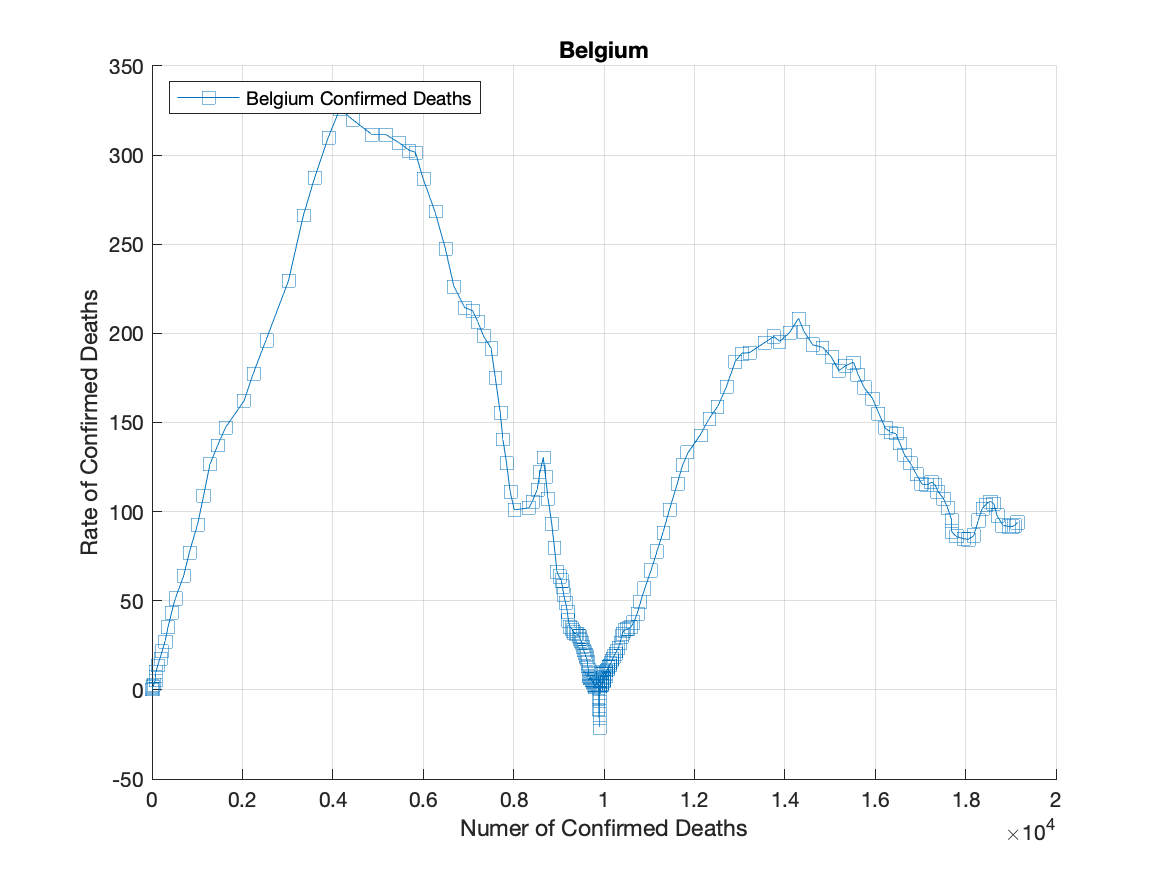 Belgium
Belgium Confirmed Deaths
Rate of Confirmed Deaths
350
300
250
200
150
100
50
0
-50
0 0.2 0.4 0.6 0.8 1 1.2 1.4 1.6 1.8 2
Numer of Confirmed Deaths
×10⁴